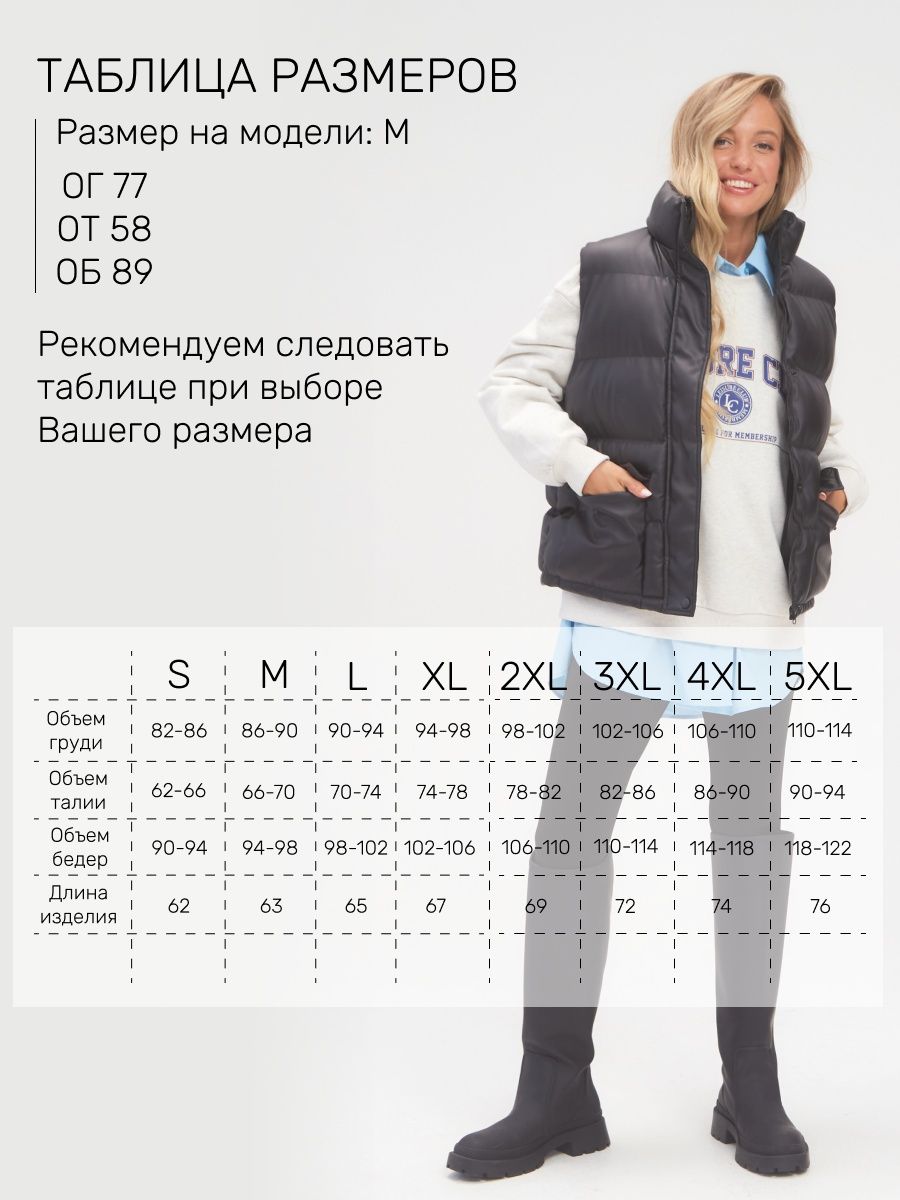 ТАБЛИЦА РАЗМЕРОВ
Размер на модели: M
ОГ 77
ОТ 58
ОБ 89
Рекомендуем следовать
таблице при выборе
Вашего размера
RE C
LEISURE CLUB
LC
FOR MEMBERSHIP
S M L XL 2XL 3XL 4XL 5XL
Объем
груди
82-86 86-90 90-94 94-98 98-102 102-106 106-110 110-114
Объем
талии
62-66 66-70 70-74 74-78 78-82 82-86 86-90 90-94
Объем
бедер
90-94 94-98 98-102 102-106 106-110 110-114 114-118 118-122
Длина
изделия
62 63 65 67 69 72 74 76